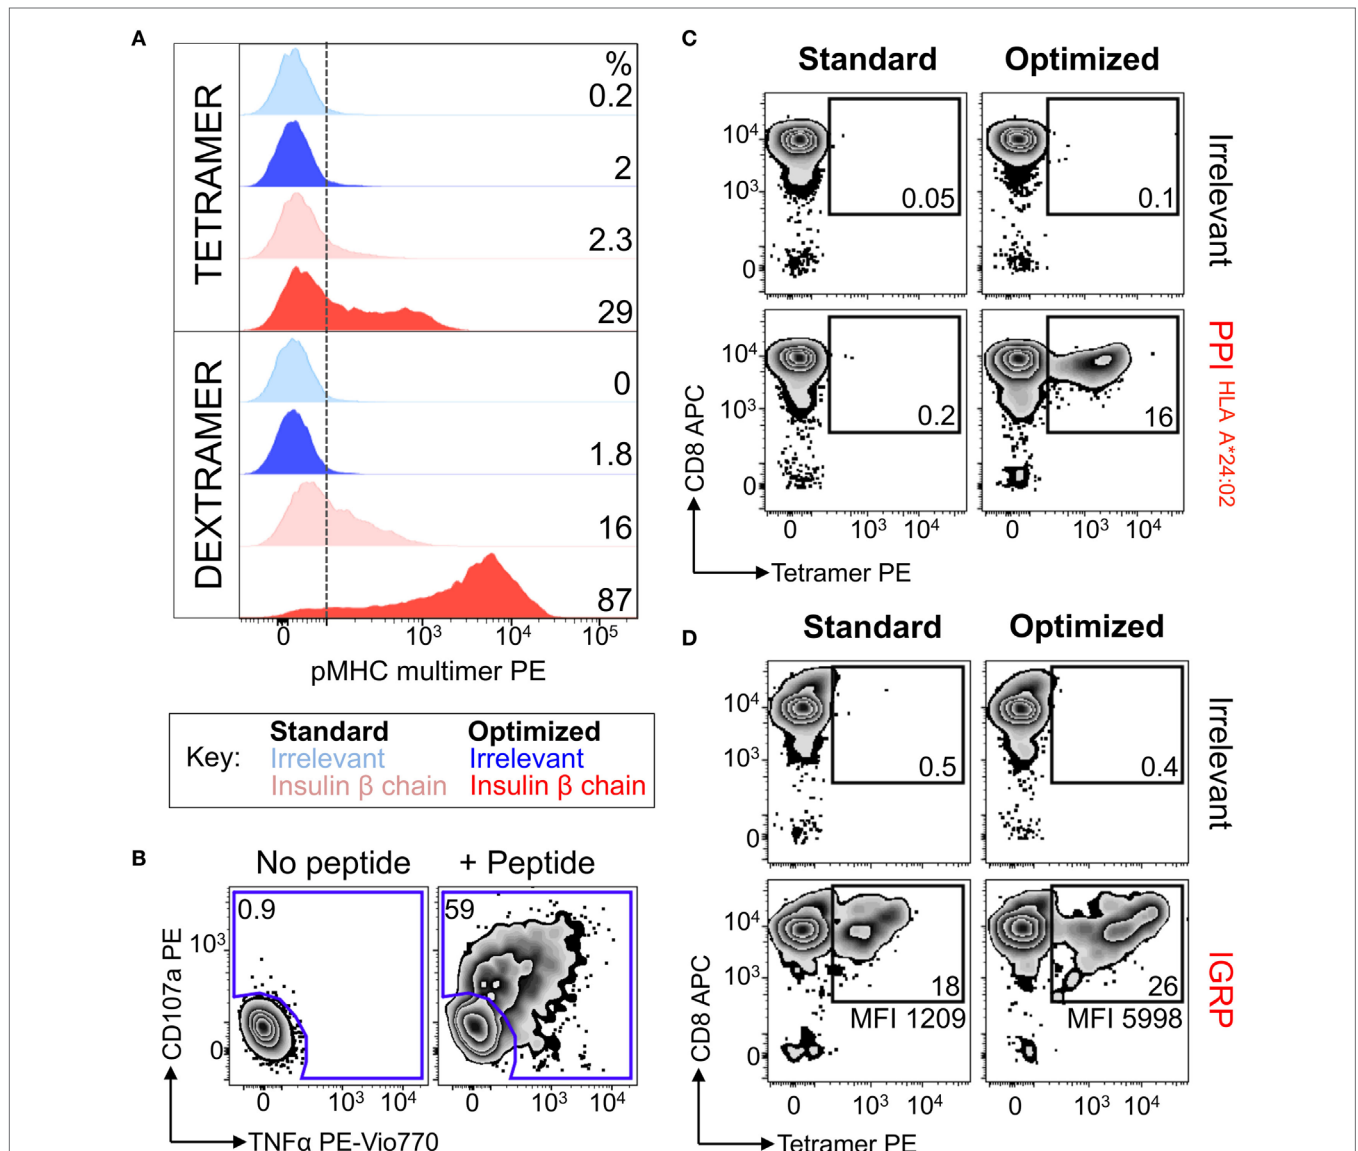 A
TETRAMER
%
0.2
2
2.3
29
DEXTRAMER
0
1.8
16
87
0 10³ 10⁴ 10⁵
pMHC multimer PE
Key:
Standard Optimized
Irrelevant Irrelevant
Insulin β chain Insulin β chain
B
No peptide + Peptide
0.9 59
10³
0
CD107a PE
0 10³ 10⁴ 0 10³ 10⁴
TNFα PE-Vio770
C
Standard Optimized
10⁴
10³
0
0.05 0.1
Irrelevant
10⁴
10³
0
0.2 16
PPI HLA A*24:02
CD8 APC
0 10³ 10⁴ 0 10³ 10⁴
Tetramer PE
D
Standard Optimized
10⁴
10³
0
0.5 0.4
Irrelevant
10⁴
10³
0
18 26
MFI 1209 MFI 5998
IGRP
CD8 APC
0 10³ 10⁴ 0 10³ 10⁴
Tetramer PE